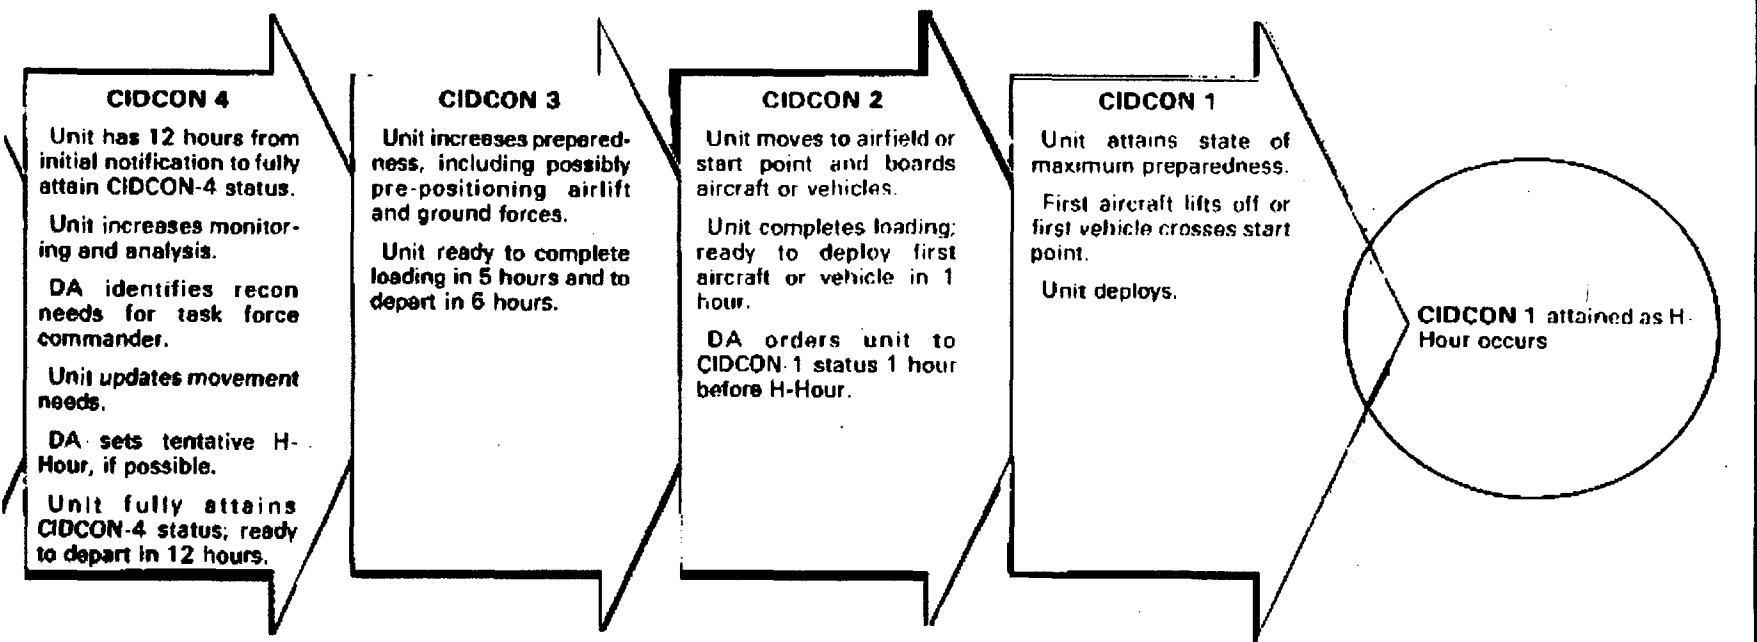 CIDCON 4
Unit has 12 hours from
initial notification to fully
attain CIDCON-4 status.
Unit increases monitor-
ing and analysis.
DA identifies recon
needs for task force
commander.
Unit updates movement
needs.
DA sets tentative H-
Hour, if possible.
Unit fully attains
CIDCON-4 status; ready
to depart in 12 hours.
CIDCON 3
Unit increases prepared-
ness, including possibly
pre-positioning airlift
and ground forces.
Unit ready to complete
loading in 5 hours and to
depart in 6 hours.
CIDCON 2
Unit moves to airfield or
start point and boards
aircraft or vehicles.
Unit completes loading;
ready to deploy first
aircraft or vehicle in 1
hour.
DA orders unit to
CIDCON-1 status 1 hour
before H-Hour.
CIDCON 1
Unit attains state of
maximum preparedness.
First aircraft lifts off or
first vehicle crosses start
point.
Unit deploys.
CIDCON 1 attained as H-
Hour occurs